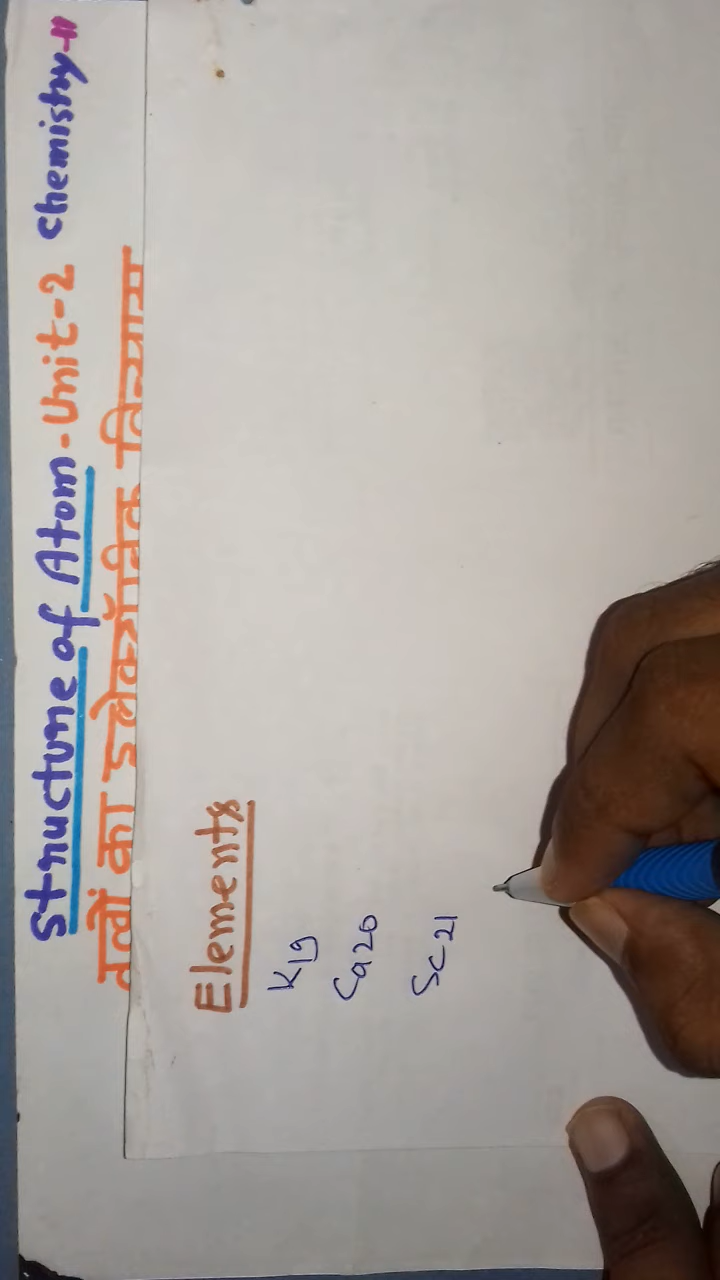 Structure of Atom-Unit-2 Chemistry-11
तत्वों का इलेक्ट्रॉनिक विन्यास
Elements
K19
Ca20
Sc21